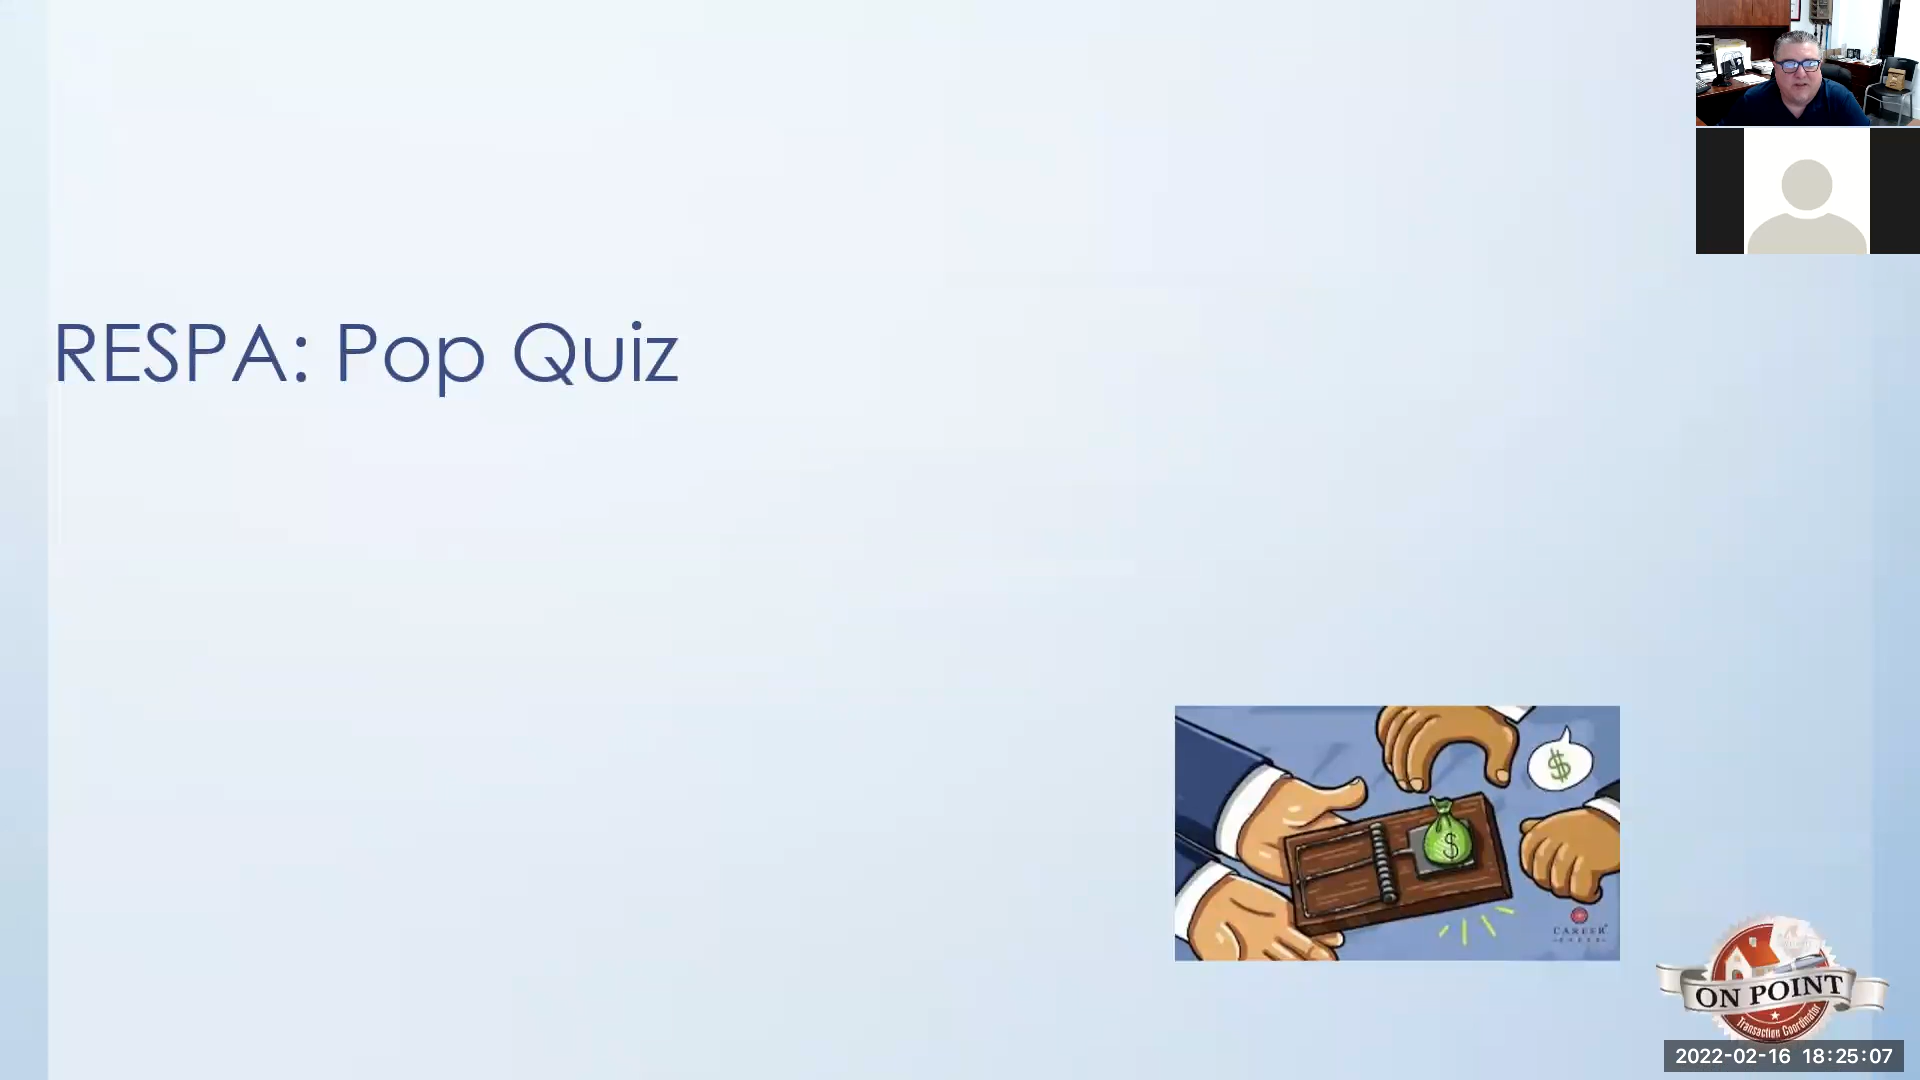 RESPA: Pop Quiz
$
$
CAREER
ON POINT
Transaction Coordinator
2022-02-16 18:25:07